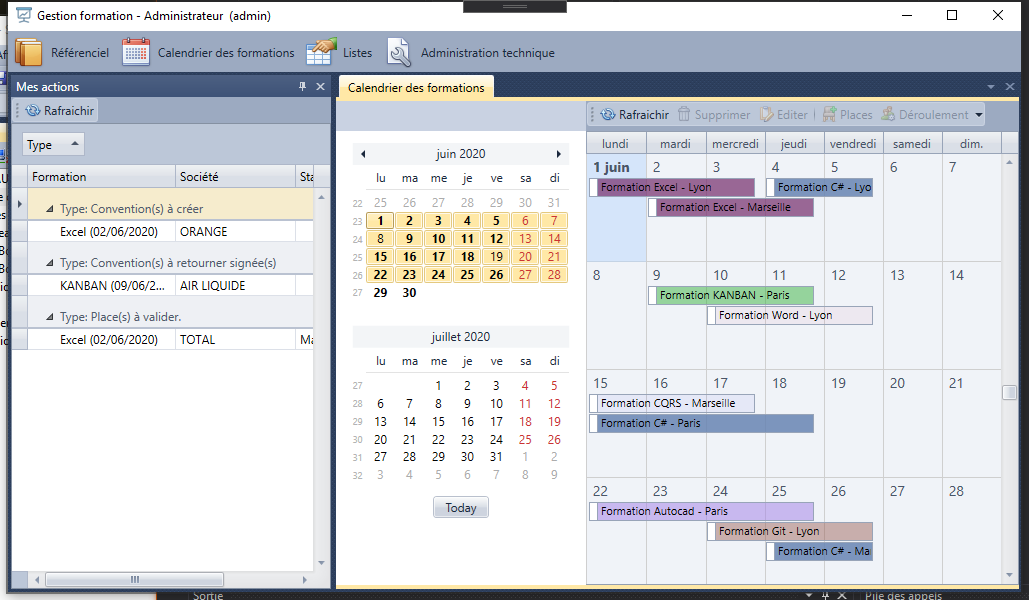 Gestion formation - Administrateur  (admin)
Référenciel Calendrier des formations Listes Administration technique
Mes actions
Rafraichir
Type
Formation Société Sta
Type: Convention(s) à créer
Excel (02/06/2020) ORANGE
Type: Convention(s) à retourner signée(s)
KANBAN (09/06/2... AIR LIQUIDE
Type: Place(s) à valider.
Excel (02/06/2020) TOTAL Ma
Calendrier des formations
juin 2020
lu ma me je ve sa di
22 25 26 27 28 29 30 31
23 1 2 3 4 5 6 7
24 8 9 10 11 12 13 14
25 15 16 17 18 19 20 21
26 22 23 24 25 26 27 28
27 29 30
juillet 2020
lu ma me je ve sa di
27 1 2 3 4 5
28 6 7 8 9 10 11 12
29 13 14 15 16 17 18 19
30 20 21 22 23 24 25 26
31 27 28 29 30 31 1 2
32 3 4 5 6 7 8 9
Today
Rafraichir Supprimer Editer Places Déroulement
lundi mardi mercredi jeudi vendredi samedi dim.
1 juin 2 3 4 5 6 7
Formation Excel - Lyon Formation C# - Lyo
Formation Excel - Marseille
8 9 10 11 12 13 14
Formation KANBAN - Paris
Formation Word - Lyon
15 16 17 18 19 20 21
Formation CQRS - Marseille
Formation C# - Paris
22 23 24 25 26 27 28
Formation Autocad - Paris
Formation Git - Lyon
Formation C# - Ma
Sortie Pile des appels